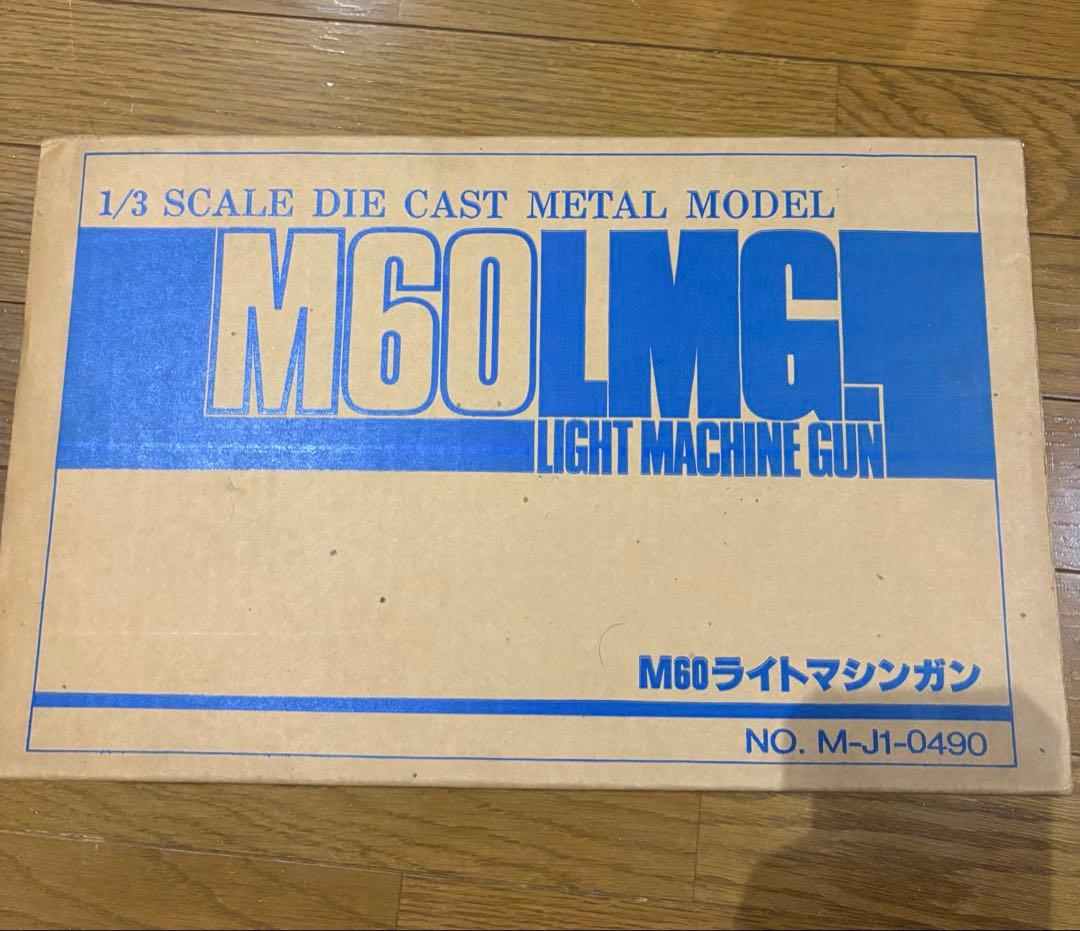 1/3 SCALE DIE CAST METAL MODEL
M60LMG.
LIGHT MACHINE GUN
M60ライトマシンガン
NO. M-J1-0490